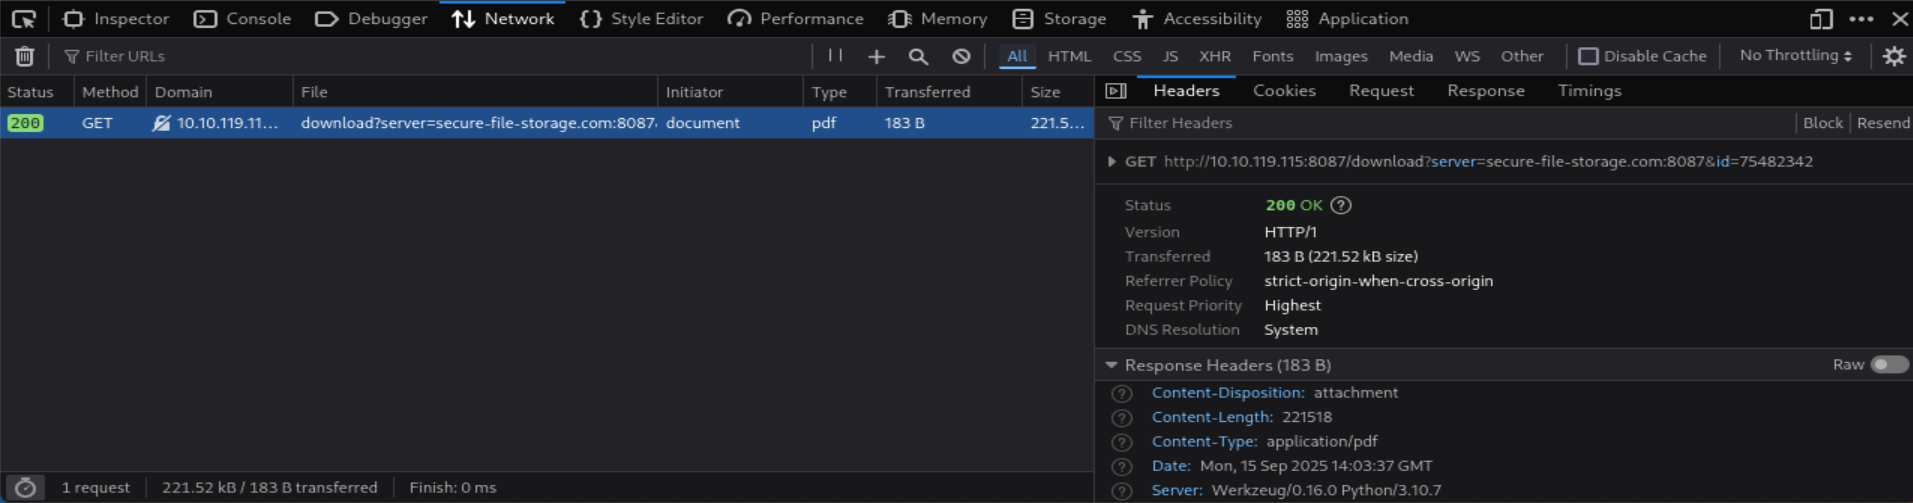 Inspector Console Debugger Network Style Editor Performance Memory Storage Accessibility Application
Filter URLs All HTML CSS JS XHR Fonts Images Media WS Other Disable Cache No Throttling
Status Method Domain File Initiator Type Transferred Size
200 GET 10.10.119.11... download?server=secure-file-storage.com:8087 document pdf 183 B 221.5...
Headers Cookies Request Response Timings
Filter Headers Block Resend
GET http://10.10.119.115:8087/download?server=secure-file-storage.com:8087&id=75482342
Status 200 OK
Version HTTP/1
Transferred 183 B (221.52 kB size)
Referrer Policy strict-origin-when-cross-origin
Request Priority Highest
DNS Resolution System
Response Headers (183 B) Raw
Content-Disposition: attachment
Content-Length: 221518
Content-Type: application/pdf
Date: Mon, 15 Sep 2025 14:03:37 GMT
Server: Werkzeug/0.16.0 Python/3.10.7
1 request 221.52 kB / 183 B transferred Finish: 0 ms